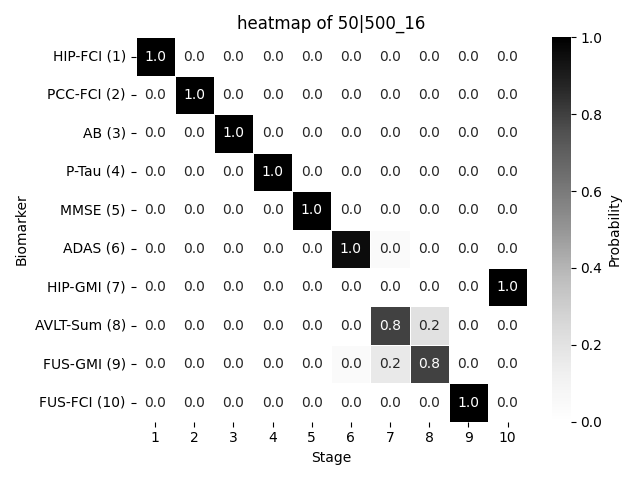 heatmap of 50|500_16
HIP-FCI (1) 1.0 0.0 0.0 0.0 0.0 0.0 0.0 0.0 0.0 0.0
PCC-FCI (2) 0.0 1.0 0.0 0.0 0.0 0.0 0.0 0.0 0.0 0.0
AB (3) 0.0 0.0 1.0 0.0 0.0 0.0 0.0 0.0 0.0 0.0
P-Tau (4) 0.0 0.0 0.0 1.0 0.0 0.0 0.0 0.0 0.0 0.0
MMSE (5) 0.0 0.0 0.0 0.0 1.0 0.0 0.0 0.0 0.0 0.0
ADAS (6) 0.0 0.0 0.0 0.0 0.0 1.0 0.0 0.0 0.0 0.0
HIP-GMI (7) 0.0 0.0 0.0 0.0 0.0 0.0 0.0 0.0 0.0 1.0
AVLT-Sum (8) 0.0 0.0 0.0 0.0 0.0 0.0 0.8 0.2 0.0 0.0
FUS-GMI (9) 0.0 0.0 0.0 0.0 0.0 0.0 0.2 0.8 0.0 0.0
FUS-FCI (10) 0.0 0.0 0.0 0.0 0.0 0.0 0.0 0.0 1.0 0.0
1 2 3 4 5 6 7 8 9 10
Stage
Biomarker
1.0
0.8
0.6
0.4
0.2
0.0
Probability